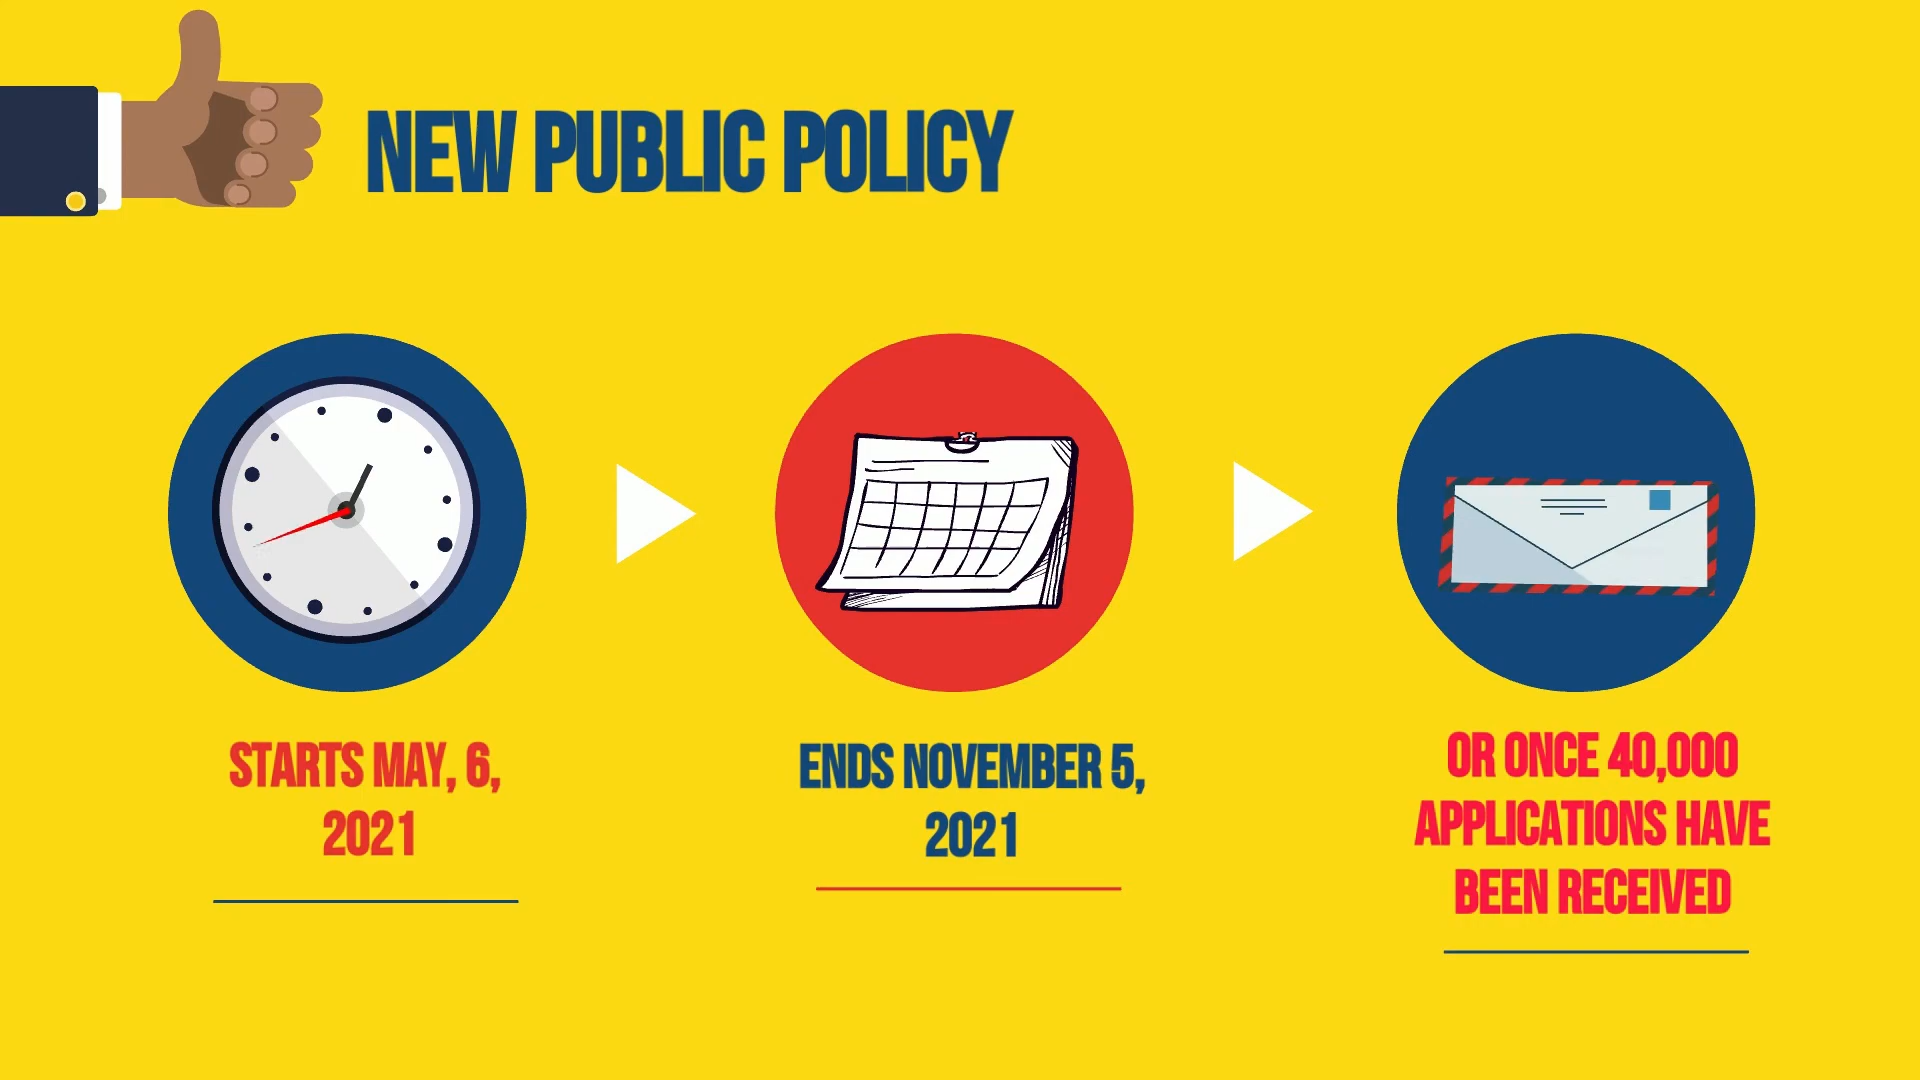 NEW PUBLIC POLICY
STARTS MAY, 6,
2021
ENDS NOVEMBER 5,
2021
OR ONCE 40,000
APPLICATIONS HAVE
BEEN RECEIVED